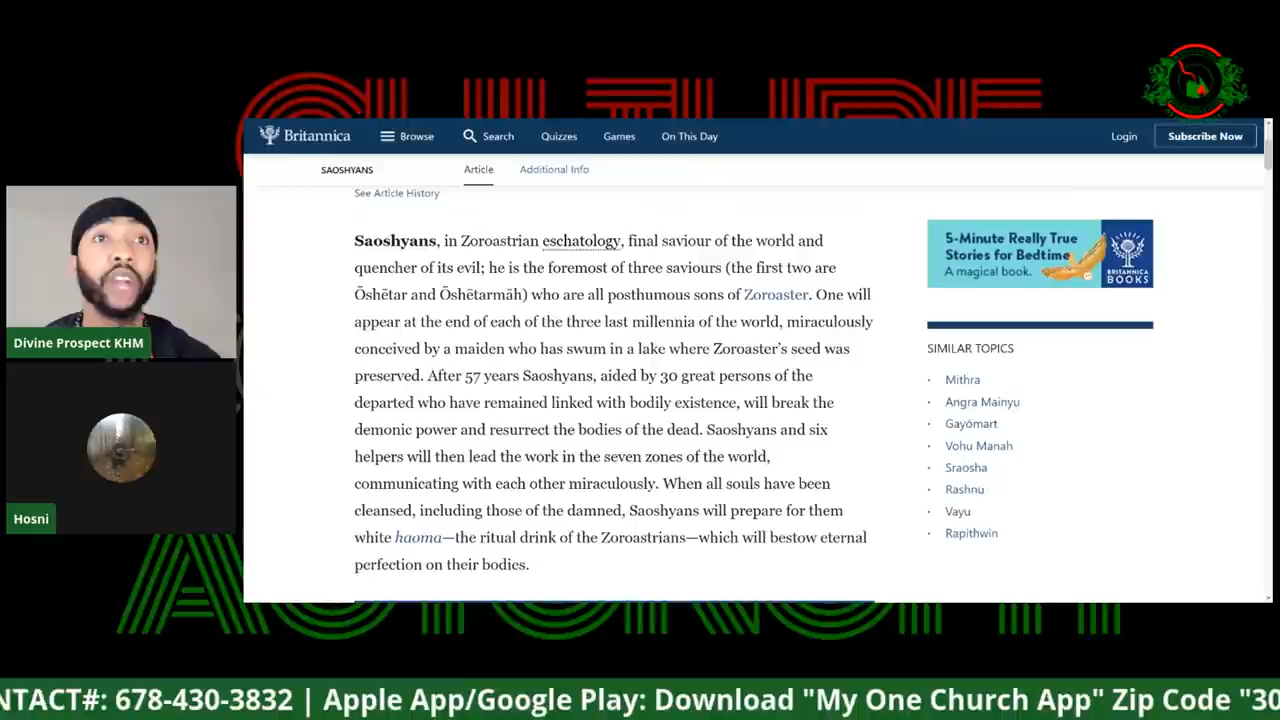 Britannica
Browse
Search
Quizzes
Games
On This Day
Login
Subscribe Now
SAOSHYANS
Article
Additional Info
See Article History
Saoshyans, in Zoroastrian eschatology, final saviour of the world and
quencher of its evil; he is the foremost of three saviours (the first two are
Ōshētar and Ōshētarmāh) who are all posthumous sons of Zoroaster. One will
appear at the end of each of the three last millennia of the world, miraculously
conceived by a maiden who has swum in a lake where Zoroaster's seed was
preserved. After 57 years Saoshyans, aided by 30 great persons of the
departed who have remained linked with bodily existence, will break the
demonic power and resurrect the bodies of the dead. Saoshyans and six
helpers will then lead the work in the seven zones of the world,
communicating with each other miraculously. When all souls have been
cleansed, including those of the damned, Saoshyans will prepare for them
white haoma—the ritual drink of the Zoroastrians—which will bestow eternal
perfection on their bodies.
5-Minute Really True
Stories for Bedtime
A magical book.
BRITANNICA
BOOKS
SIMILAR TOPICS
Mithra
Angra Mainyu
Gayōmart
Vohu Manah
Sraosha
Rashnu
Vayu
Rapithwin
Divine Prospect KHM
Hosni
NTACT#: 678-430-3832 | Apple App/Google Play: Download "My One Church App" Zip Code "30